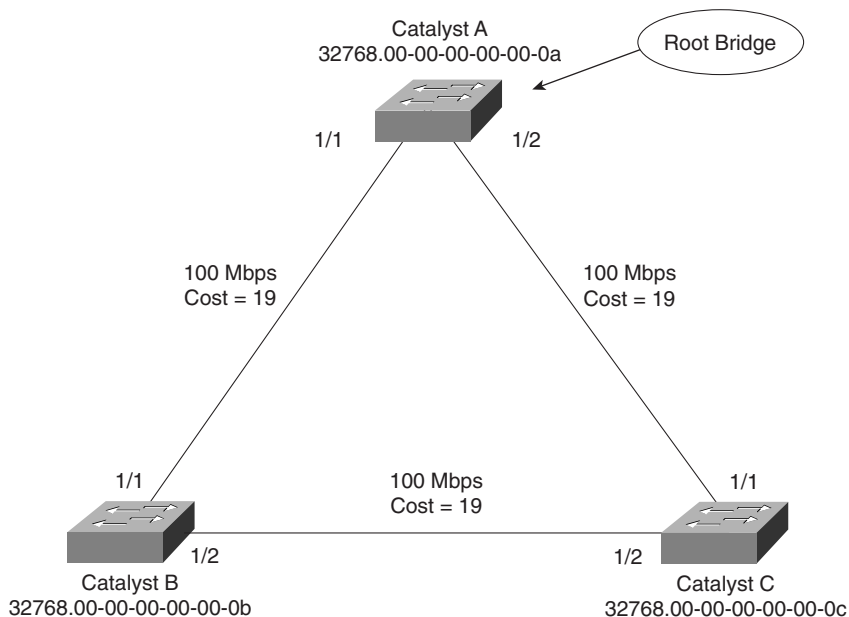 Catalyst A
32768.00-00-00-00-00-0a
Root Bridge
1/1
1/2
100 Mbps
Cost = 19
100 Mbps
Cost = 19
1/1
100 Mbps
Cost = 19
1/1
1/2
1/2
Catalyst B
32768.00-00-00-00-00-0b
Catalyst C
32768.00-00-00-00-00-0c